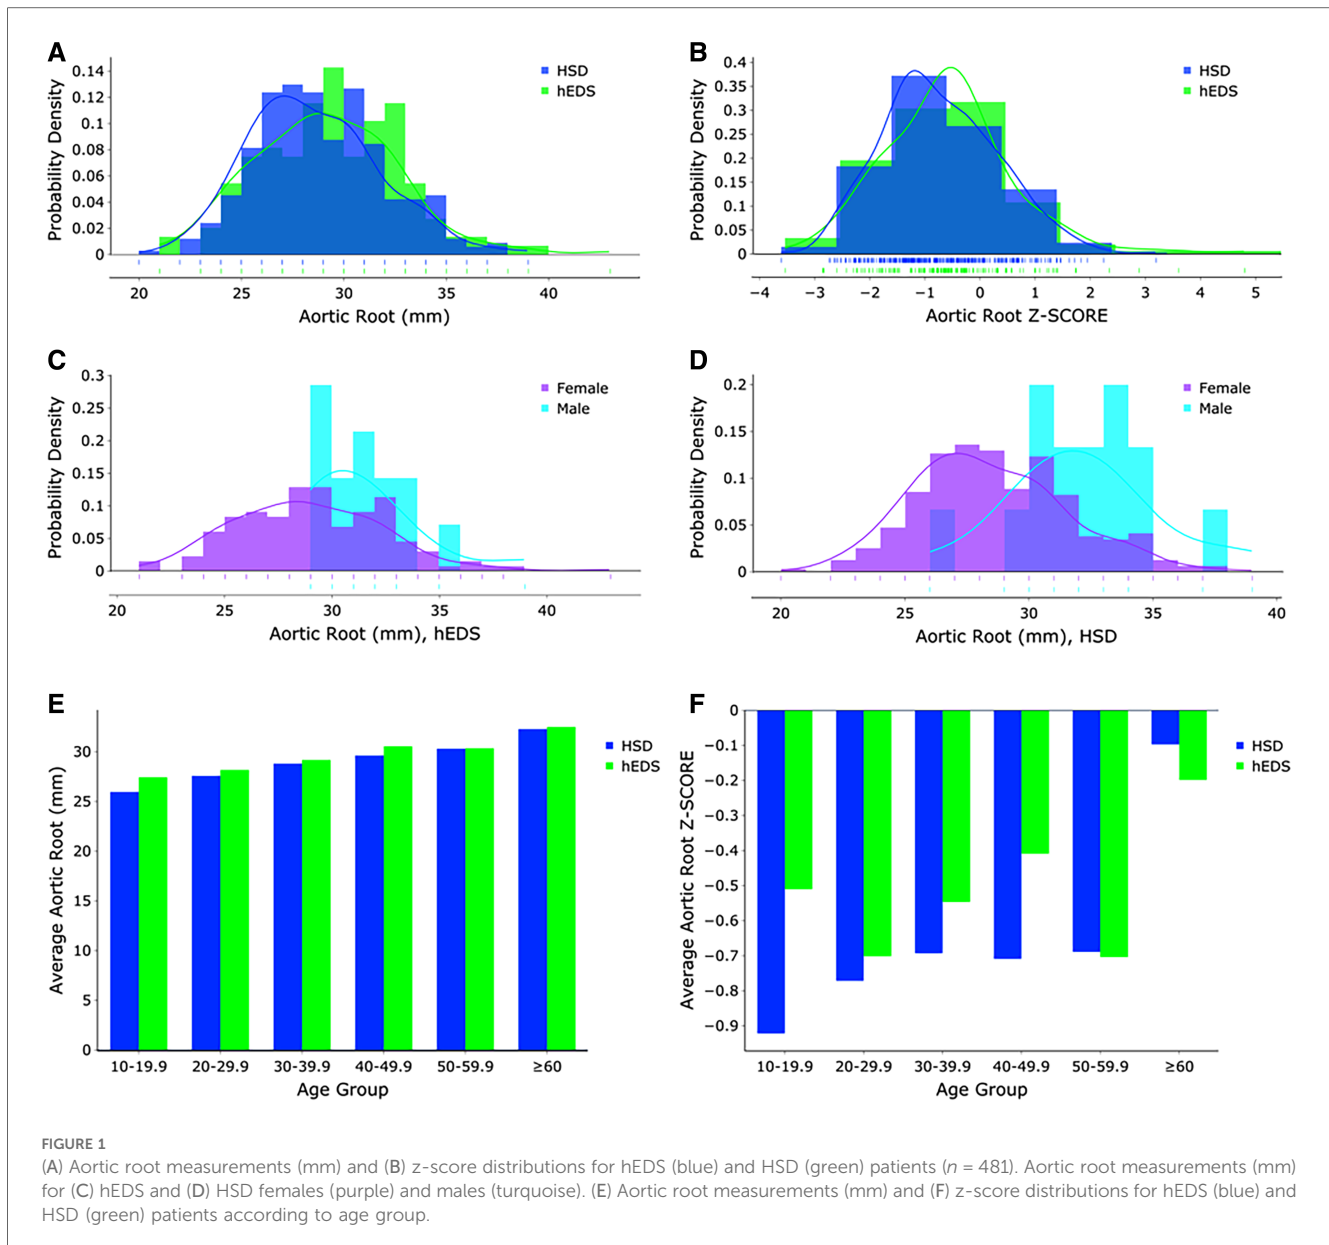 A
Probability Density
0.14
0.12
0.1
0.08
0.06
0.04
0.02
0
HSD
hEDS
20 25 30 35 40
Aortic Root (mm)
B
Probability Density
0.4
0.35
0.3
0.25
0.2
0.15
0.1
0.05
0
HSD
hEDS
−4 −3 −2 −1 0 1 2 3 4 5
Aortic Root Z-SCORE
C
Probability Density
0.3
0.25
0.2
0.15
0.1
0.05
0
Female
Male
20 25 30 35 40
Aortic Root (mm), hEDS
D
Probability Density
0.2
0.15
0.1
0.05
0
Female
Male
20 25 30 35 40
Aortic Root (mm), HSD
E
Average Aortic Root (mm)
30
25
20
15
10
5
0
HSD
hEDS
10-19.9 20-29.9 30-39.9 40-49.9 50-59.9 ≥60
Age Group
F
Average Aortic Root Z-SCORE
0
−0.1
−0.2
−0.3
−0.4
−0.5
−0.6
−0.7
−0.8
−0.9
HSD
hEDS
10-19.9 20-29.9 30-39.9 40-49.9 50-59.9 ≥60
Age Group
FIGURE 1
(A) Aortic root measurements (mm) and (B) z-score distributions for hEDS (blue) and HSD (green) patients (n = 481). Aortic root measurements (mm)
for (C) hEDS and (D) HSD females (purple) and males (turquoise). (E) Aortic root measurements (mm) and (F) z-score distributions for hEDS (blue) and
HSD (green) patients according to age group.